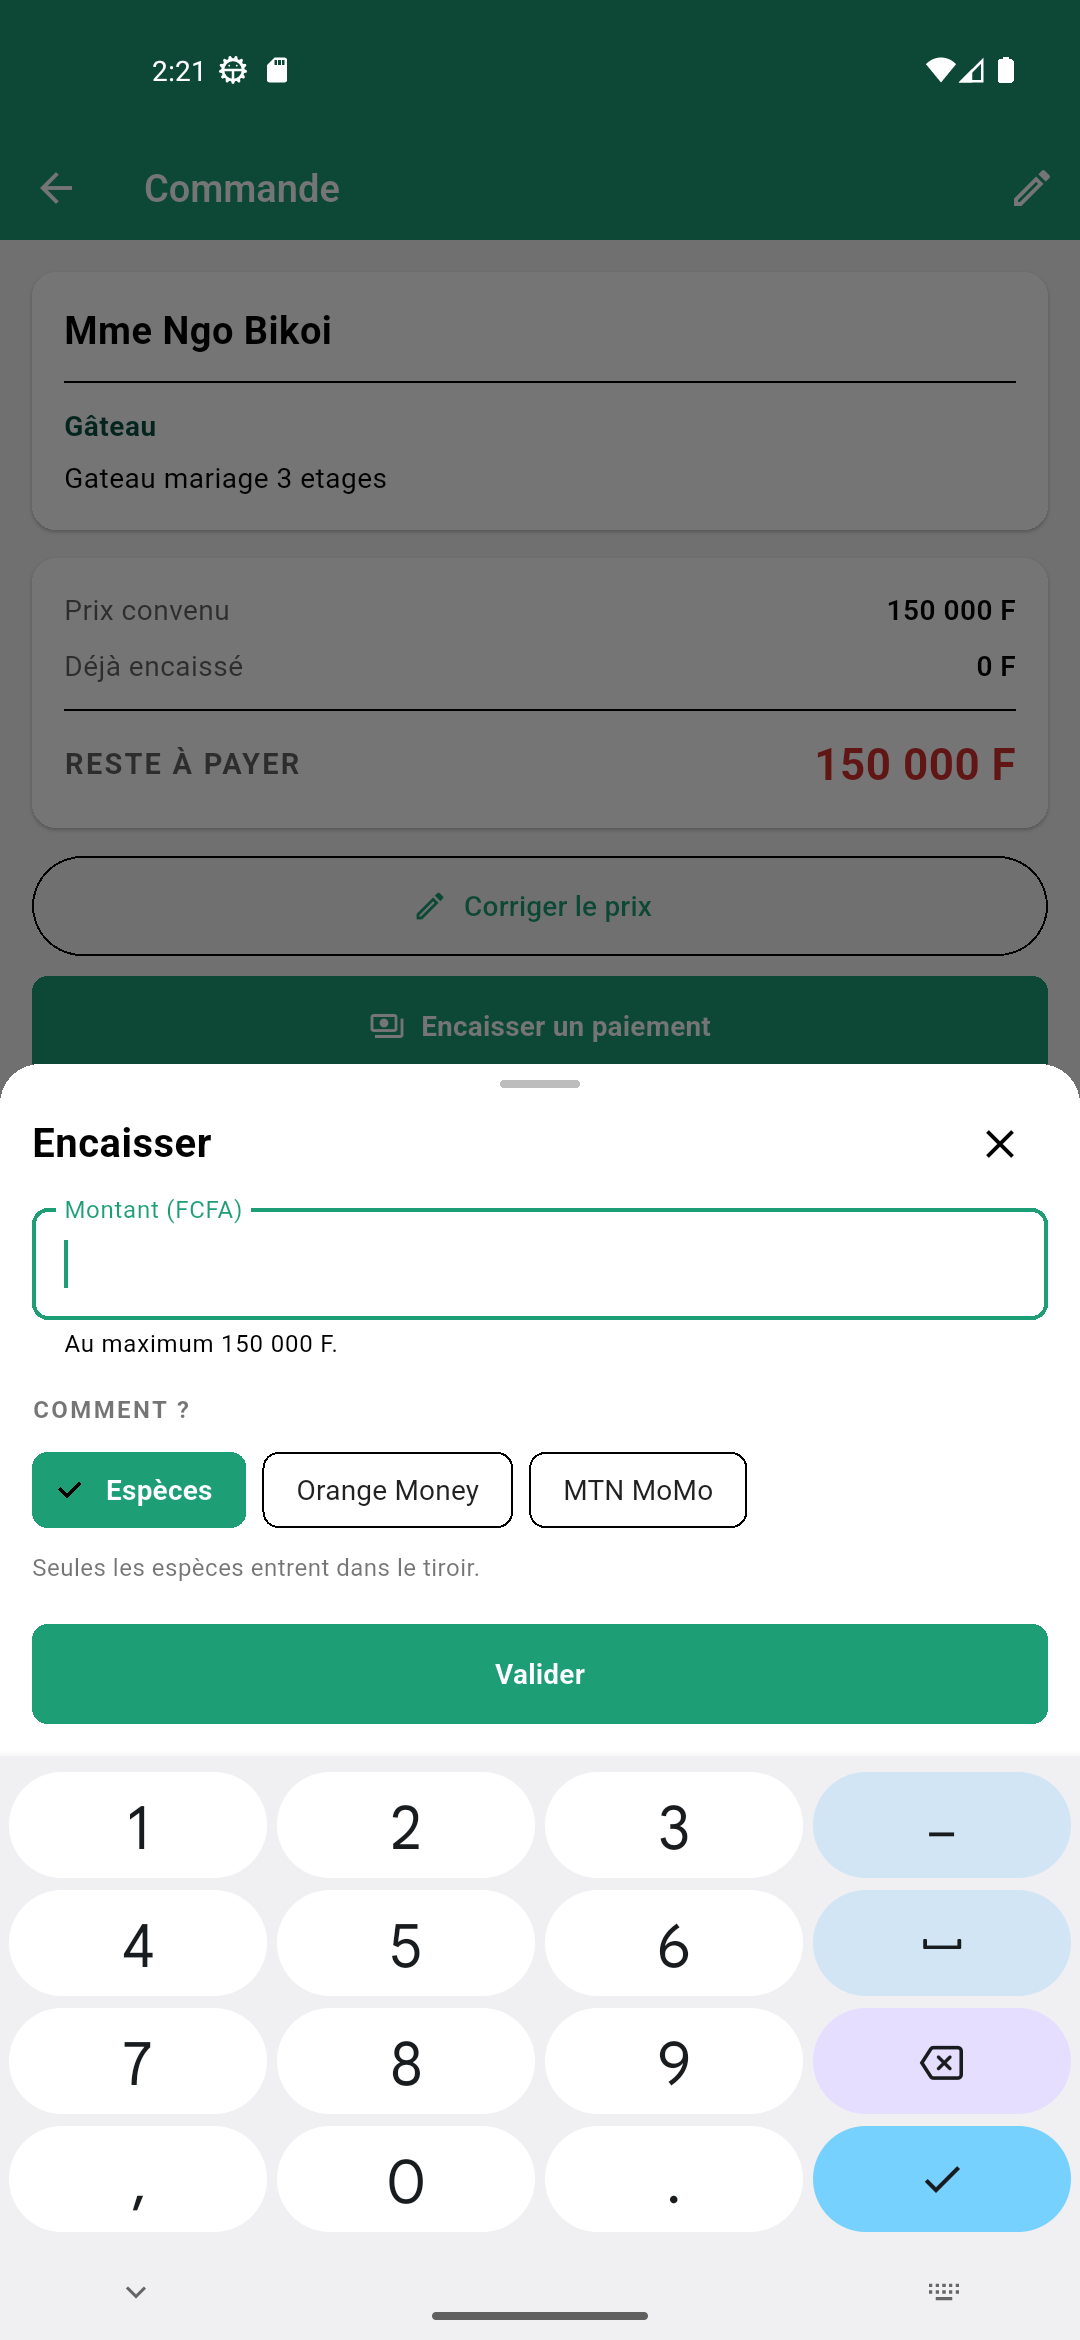 2:21
Commande
Mme Ngo Bikoi
Gâteau
Gateau mariage 3 etages
Prix convenu 150 000 F
Déjà encaissé 0 F
RESTE À PAYER 150 000 F
Corriger le prix
Encaisser un paiement
Encaisser
Montant (FCFA)
Au maximum 150 000 F.
COMMENT ?
Espèces Orange Money MTN MoMo
Seules les espèces entrent dans le tiroir.
Valider
1 2 3 –
4 5 6
7 8 9
, 0 .